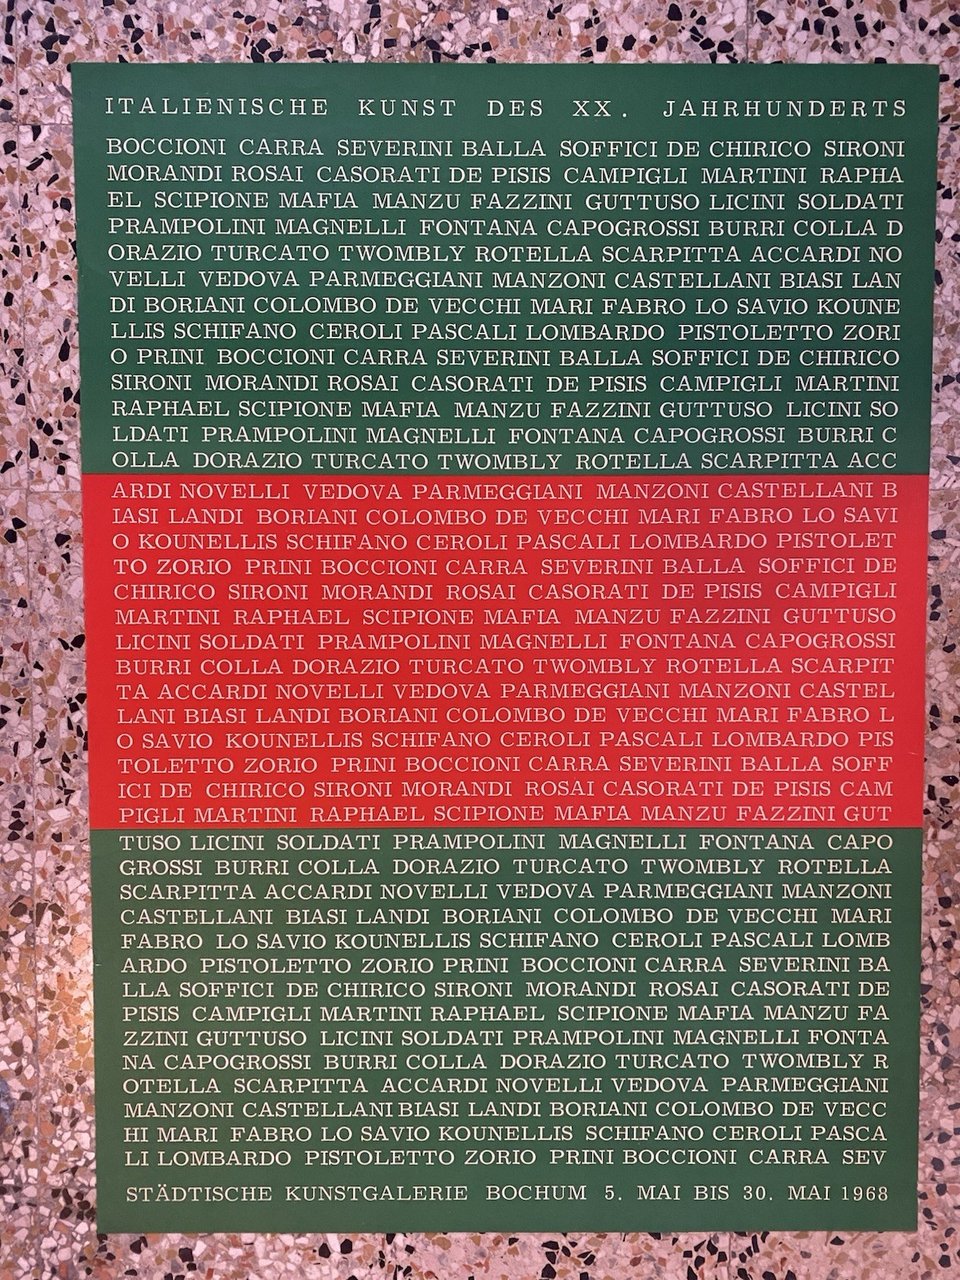 ITALIENISCHE KUNST DES XX. JAHRHUNDERTS
BOCCIONI CARRA SEVERINI BALLA SOFFICI DE CHIRICO SIRONI
MORANDI ROSAI CASORATI DE PISIS CAMPIGLI MARTINI RAPHA
EL SCIPIONE MAFIA MANZU FAZZINI GUTTUSO LICINI SOLDATI
PRAMPOLINI MAGNELLI FONTANA CAPOGROSSI BURRI COLLA D
ORAZIO TURCATO TWOMBLY ROTELLA SCARPITTA ACCARDI NO
VELLI VEDOVA PARMEGGIANI MANZONI CASTELLANI BIASI LAN
DI BORIANI COLOMBO DE VECCHI MARI FABRO LO SAVIO KOUNE
LLIS SCHIFANO CEROLI PASCALI LOMBARDO PISTOLETTO ZORI
O PRINI BOCCIONI CARRA SEVERINI BALLA SOFFICI DE CHIRICO
SIRONI MORANDI ROSAI CASORATI DE PISIS CAMPIGLI MARTINI
RAPHAEL SCIPIONE MAFIA MANZU FAZZINI GUTTUSO LICINI SO
LDATI PRAMPOLINI MAGNELLI FONTANA CAPOGROSSI BURRI C
OLLA DORAZIO TURCATO TWOMBLY ROTELLA SCARPITTA ACC
ARDI NOVELLI VEDOVA PARMEGGIANI MANZONI CASTELLANI B
IASI LANDI BORIANI COLOMBO DE VECCHI MARI FABRO LO SAVI
O KOUNELLIS SCHIFANO CEROLI PASCALI LOMBARDO PISTOLET
TO ZORIO PRINI BOCCIONI CARRA SEVERINI BALLA SOFFICI DE
CHIRICO SIRONI MORANDI ROSAI CASORATI DE PISIS CAMPIGLI
MARTINI RAPHAEL SCIPIONE MAFIA MANZU FAZZINI GUTTUSO
LICINI SOLDATI PRAMPOLINI MAGNELLI FONTANA CAPOGROSSI
BURRI COLLA DORAZIO TURCATO TWOMBLY ROTELLA SCARPIT
TA ACCARDI NOVELLI VEDOVA PARMEGGIANI MANZONI CASTEL
LANI BIASI LANDI BORIANI COLOMBO DE VECCHI MARI FABRO L
O SAVIO KOUNELLIS SCHIFANO CEROLI PASCALI LOMBARDO PIS
TOLETTO ZORIO PRINI BOCCIONI CARRA SEVERINI BALLA SOFF
ICI DE CHIRICO SIRONI MORANDI ROSAI CASORATI DE PISIS CAM
PIGLI MARTINI RAPHAEL SCIPIONE MAFIA MANZU FAZZINI GUT
TUSO LICINI SOLDATI PRAMPOLINI MAGNELLI FONTANA CAPO
GROSSI BURRI COLLA DORAZIO TURCATO TWOMBLY ROTELLA
SCARPITTA ACCARDI NOVELLI VEDOVA PARMEGGIANI MANZONI
CASTELLANI BIASI LANDI BORIANI COLOMBO DE VECCHI MARI
FABRO LO SAVIO KOUNELLIS SCHIFANO CEROLI PASCALI LOMB
ARDO PISTOLETTO ZORIO PRINI BOCCIONI CARRA SEVERINI BA
LLA SOFFICI DE CHIRICO SIRONI MORANDI ROSAI CASORATI DE
PISIS CAMPIGLI MARTINI RAPHAEL SCIPIONE MAFIA MANZU FA
ZZINI GUTTUSO LICINI SOLDATI PRAMPOLINI MAGNELLI FONTA
NA CAPOGROSSI BURRI COLLA DORAZIO TURCATO TWOMBLY R
OTELLA SCARPITTA ACCARDI NOVELLI VEDOVA PARMEGGIANI
MANZONI CASTELLANI BIASI LANDI BORIANI COLOMBO DE VECC
HI MARI FABRO LO SAVIO KOUNELLIS SCHIFANO CEROLI PASCA
LI LOMBARDO PISTOLETTO ZORIO PRINI BOCCIONI CARRA SEV
STÄDTISCHE KUNSTGALERIE BOCHUM 5. MAI BIS 30. MAI 1968